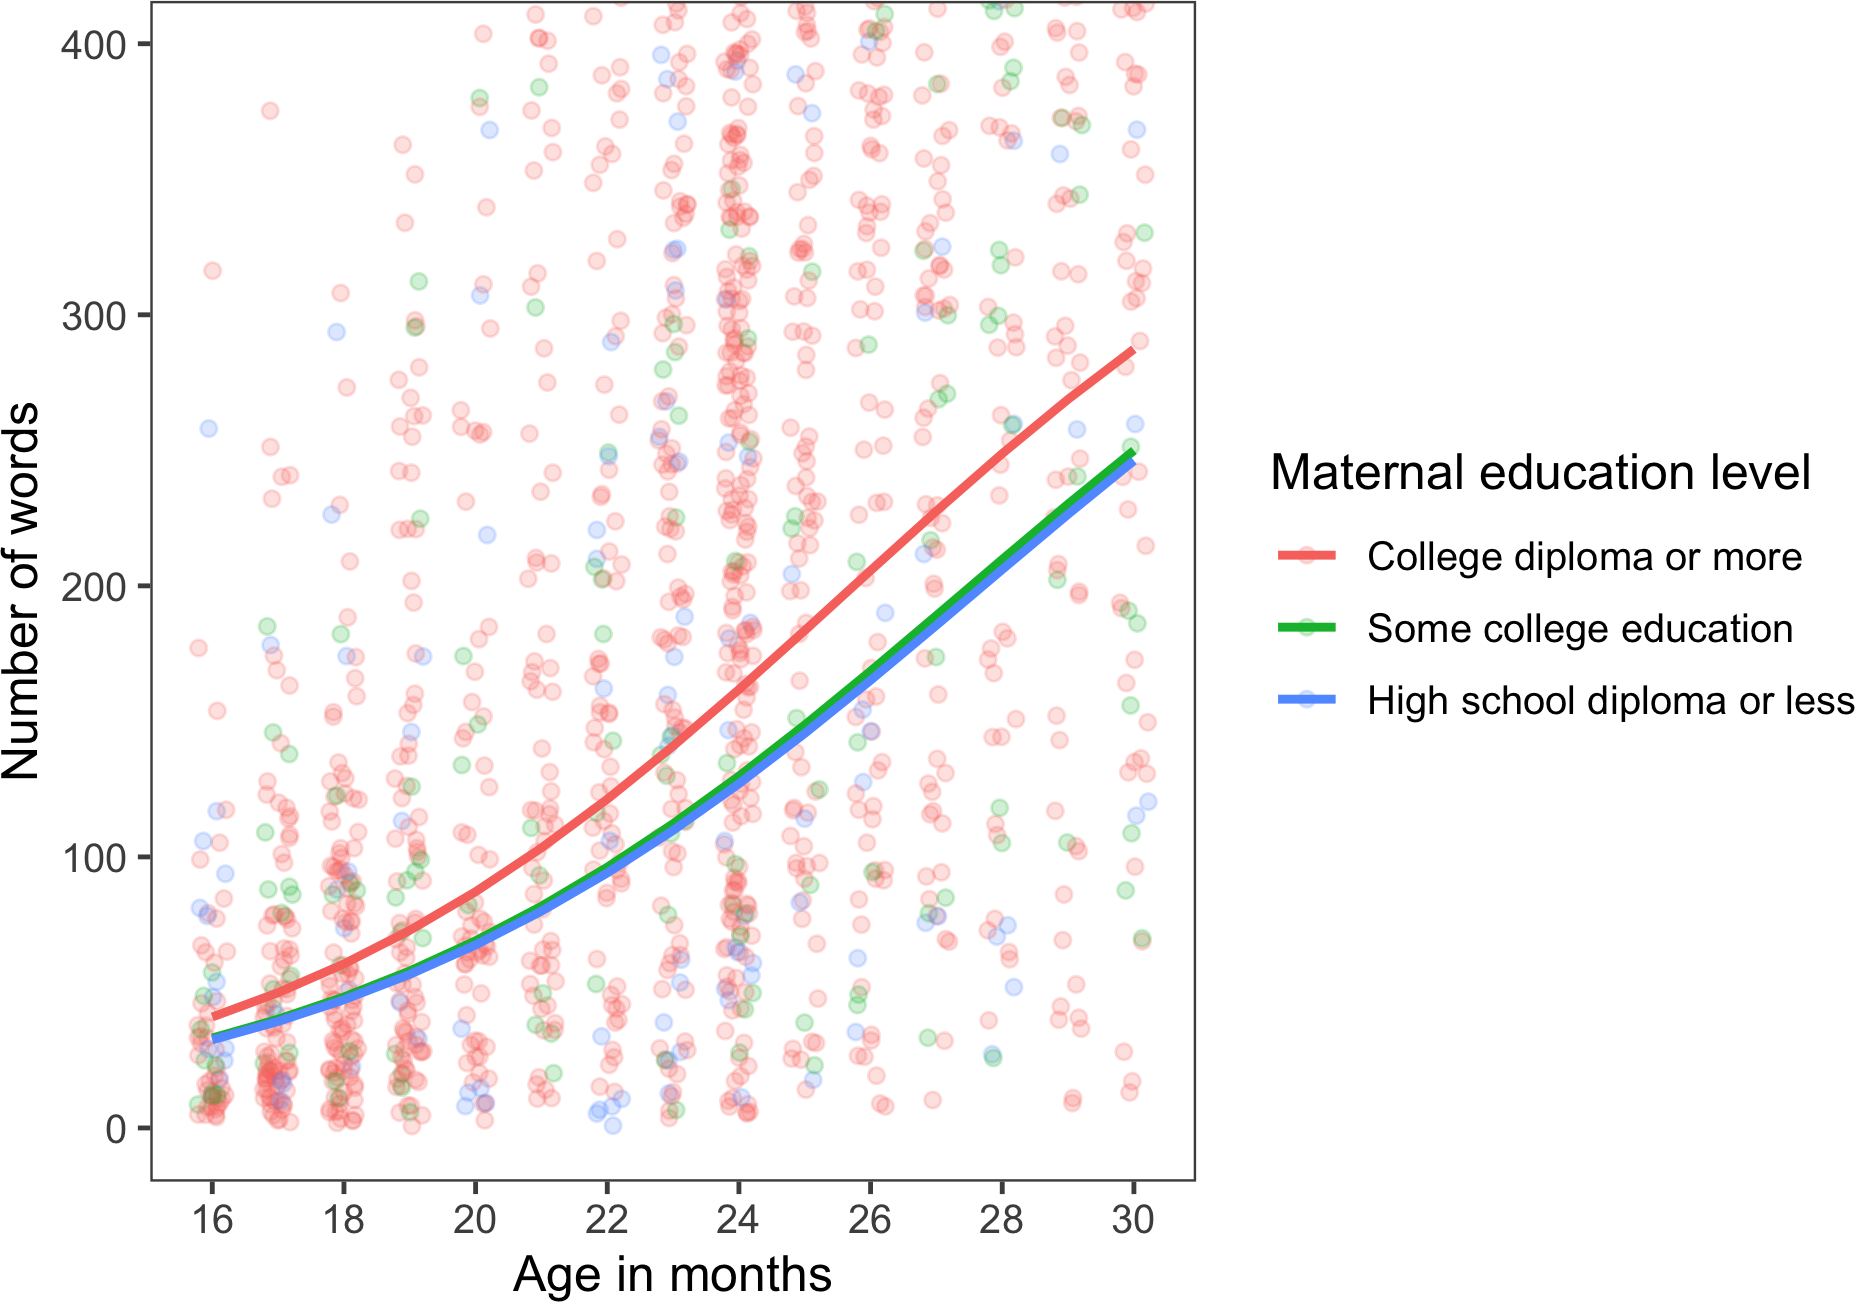 400
300
200
100
0
Number of words
16 18 20 22 24 26 28 30
Age in months
Maternal education level
College diploma or more
Some college education
High school diploma or less